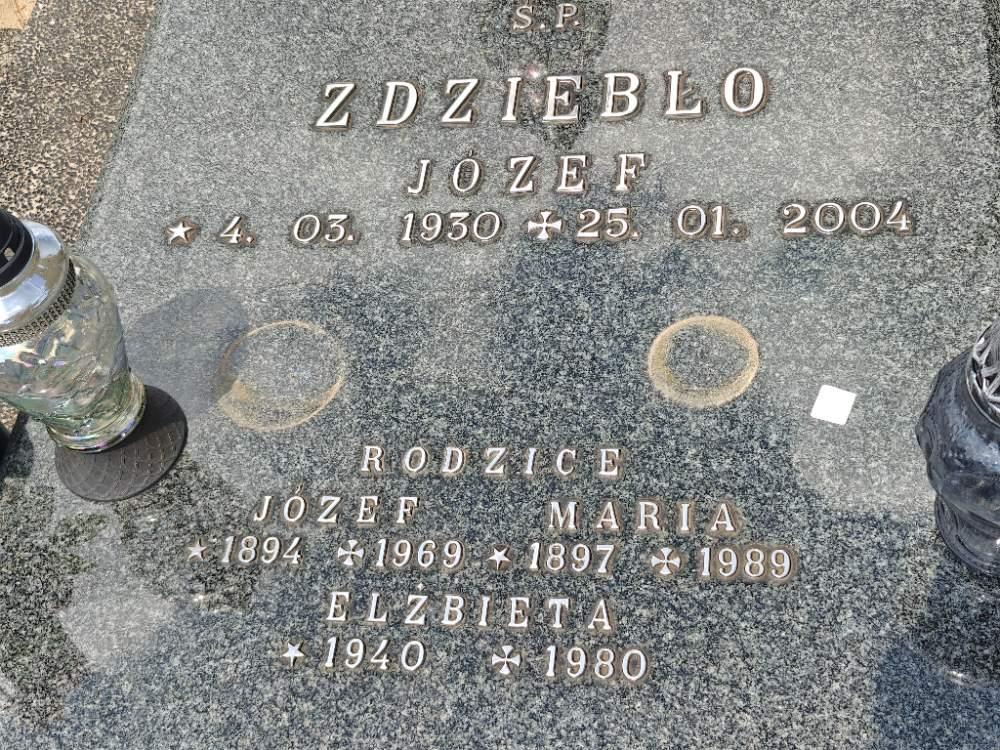 S.P.
ZDZIEBŁO
JÓZEF
★ 4. 03. 1930 ✠ 25. 01. 2004
RODZICE
JÓZEF MARIA
★ 1894 ✠ 1969 ★ 1897 ✠ 1989
ELŻBIETA
★ 1940 ✠ 1980